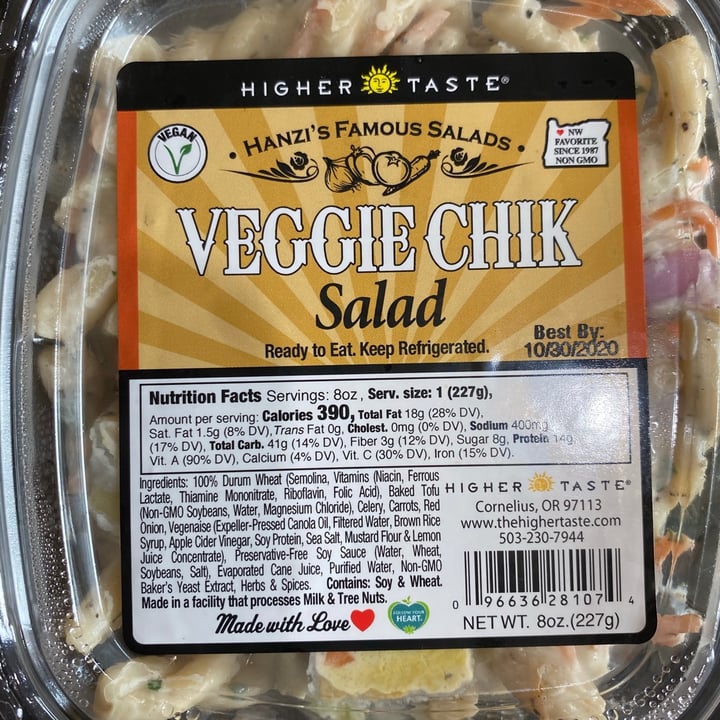 HIGHER TASTE®
VEGAN
• HANZI'S FAMOUS SALADS •
NW
FAVORITE
SINCE 1987
NON GMO
VEGGIE CHIK
Salad
Ready to Eat. Keep Refrigerated.
Best By:
10/30/2020
Nutrition Facts Servings: 8oz, Serv. size: 1 (227g),
Amount per serving: Calories 390, Total Fat 18g (28% DV),
Sat. Fat 1.5g (8% DV), Trans Fat 0g, Cholest. 0mg (0% DV), Sodium 400mg
(17% DV), Total Carb. 41g (14% DV), Fiber 3g (12% DV), Sugar 8g, Protein 14g,
Vit. A (90% DV), Calcium (4% DV), Vit. C (30% DV), Iron (15% DV).
Ingredients: 100% Durum Wheat (Semolina, Vitamins (Niacin, Ferrous
Lactate, Thiamine Mononitrate, Riboflavin, Folic Acid), Baked Tofu
(Non-GMO Soybeans, Water, Magnesium Chloride), Celery, Carrots, Red
Onion, Vegenaise (Expeller-Pressed Canola Oil, Filtered Water, Brown Rice
Syrup, Apple Cider Vinegar, Soy Protein, Sea Salt, Mustard Flour & Lemon
Juice Concentrate), Preservative-Free Soy Sauce (Water, Wheat,
Soybeans, Salt), Evaporated Cane Juice, Purified Water, Non-GMO
Baker's Yeast Extract, Herbs & Spices. Contains: Soy & Wheat.
Made in a facility that processes Milk & Tree Nuts.
Made with Love
FOLLOW YOUR
HEART.
HIGHER TASTE®
Cornelius, OR 97113
www.thehighertaste.com
503-230-7944
0 96636 28107 4
NET WT. 8oz.(227g)